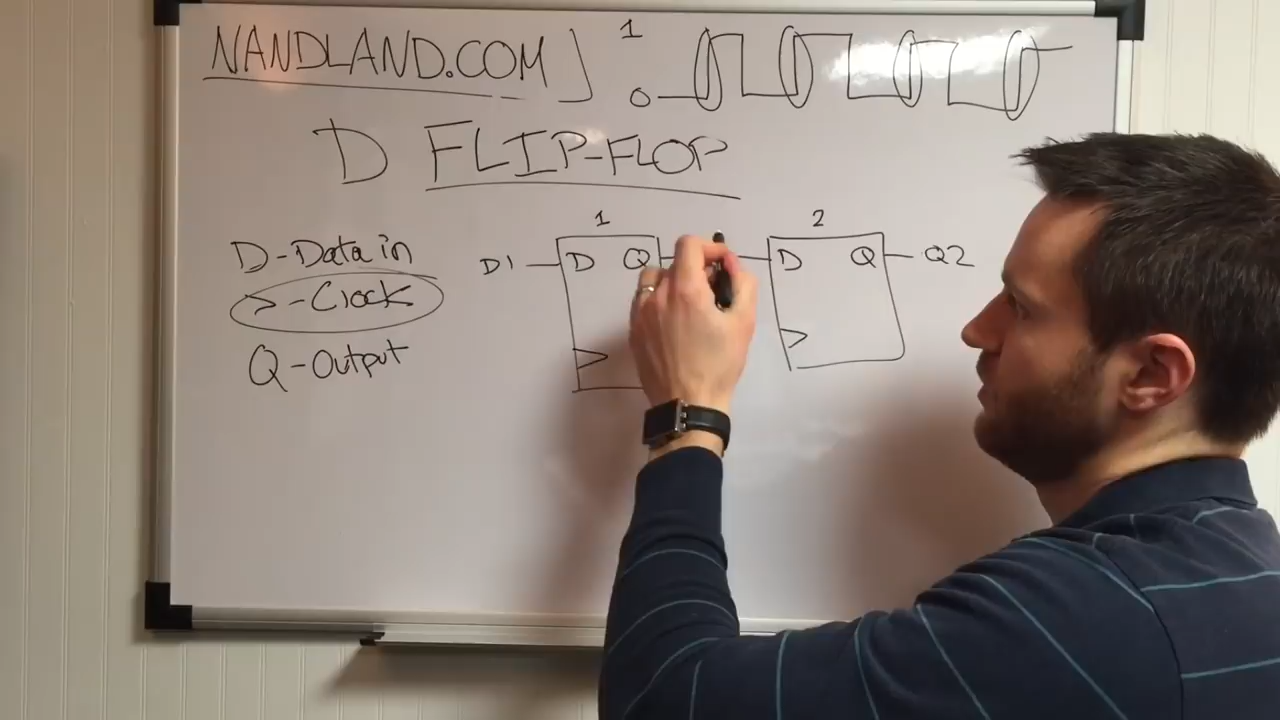 NANDLAND.COM
1
0
D FLIP-FLOP
D-Data in
>-Clock
Q-Output
1 2
D1 D Q D Q Q2
> >